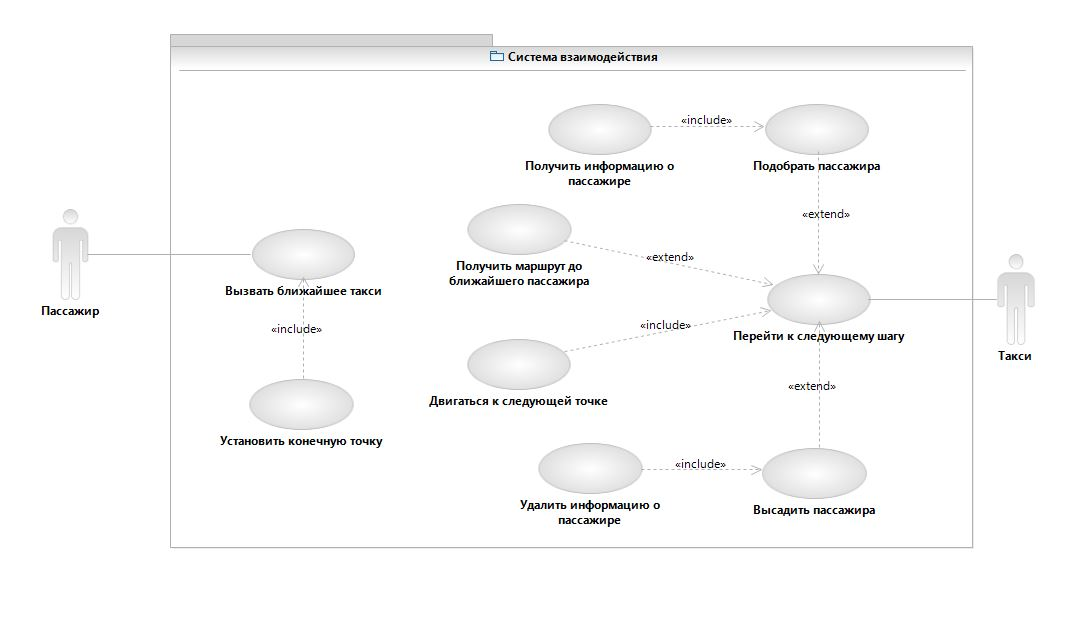 Система взаимодействия
«include»
Получить информацию о
пассажире
Подобрать пассажира
«extend»
Получить маршрут до
ближайшего пассажира
«extend»
Вызвать ближайшее такси
Пассажир
«include»
«include»
Перейти к следующему шагу
Такси
Двигаться к следующей точке
«extend»
Установить конечную точку
«include»
Удалить информацию о
пассажире
Высадить пассажира